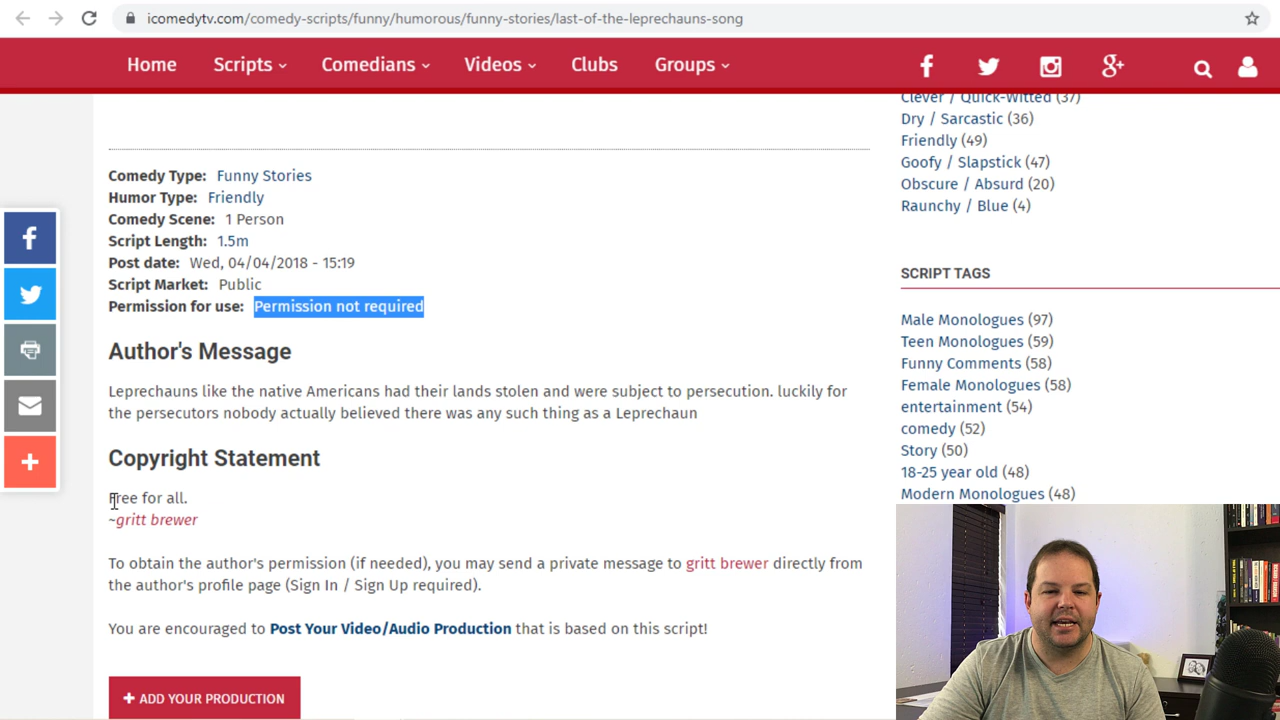 icomedytv.com/comedy-scripts/funny/humorous/funny-stories/last-of-the-leprechauns-song
Home Scripts Comedians Videos Clubs Groups
Clever / Quick-Witted (37)
Dry / Sarcastic (36)
Friendly (49)
Goofy / Slapstick (47)
Obscure / Absurd (20)
Raunchy / Blue (4)
Comedy Type: Funny Stories
Humor Type: Friendly
Comedy Scene: 1 Person
Script Length: 1.5m
Post date: Wed, 04/04/2018 - 15:19
Script Market: Public
Permission for use: Permission not required
Author's Message
Leprechauns like the native Americans had their lands stolen and were subject to persecution. luckily for
the persecutors nobody actually believed there was any such thing as a Leprechaun
Copyright Statement
Free for all.
~gritt brewer
To obtain the author's permission (if needed), you may send a private message to gritt brewer directly from
the author's profile page (Sign In / Sign Up required).
You are encouraged to Post Your Video/Audio Production that is based on this script!
+ ADD YOUR PRODUCTION
SCRIPT TAGS
Male Monologues (97)
Teen Monologues (59)
Funny Comments (58)
Female Monologues (58)
entertainment (54)
comedy (52)
Story (50)
18-25 year old (48)
Modern Monologues (48)